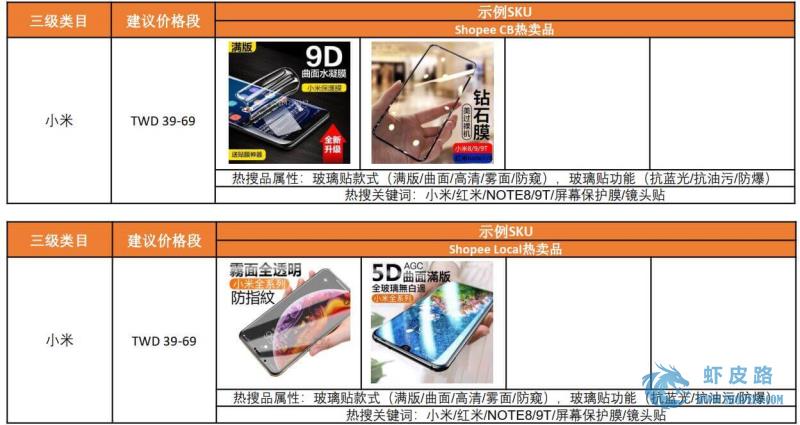 三级类目 建议价格段 示例SKU
Shopee CB热卖品
小米 TWD 39-69
满版
9D
曲面水凝膜
小米保護膜
全新
升级
送贴膜神器
钻石膜
美过裸机
小米8/9/9T
热搜品属性：玻璃贴款式（满版/曲面/高清/雾面/防窥），玻璃贴功能（抗蓝光/抗油污/防爆）
热搜关键词：小米/红米/NOTE8/9T/屏幕保护膜/镜头贴
三级类目 建议价格段 示例SKU
Shopee Local热卖品
小米 TWD 39-69
霧面全透明
小米全系列
防指紋
5D AGC
曲面滿版
全玻璃無白邊
小米全系列
热搜品属性：玻璃贴款式（满版/曲面/高清/雾面/防窥），玻璃贴功能（抗蓝光/抗油污/防爆）
热搜关键词：小米/红米/NOTE8/9T/屏幕保护膜/镜头贴
虾皮路